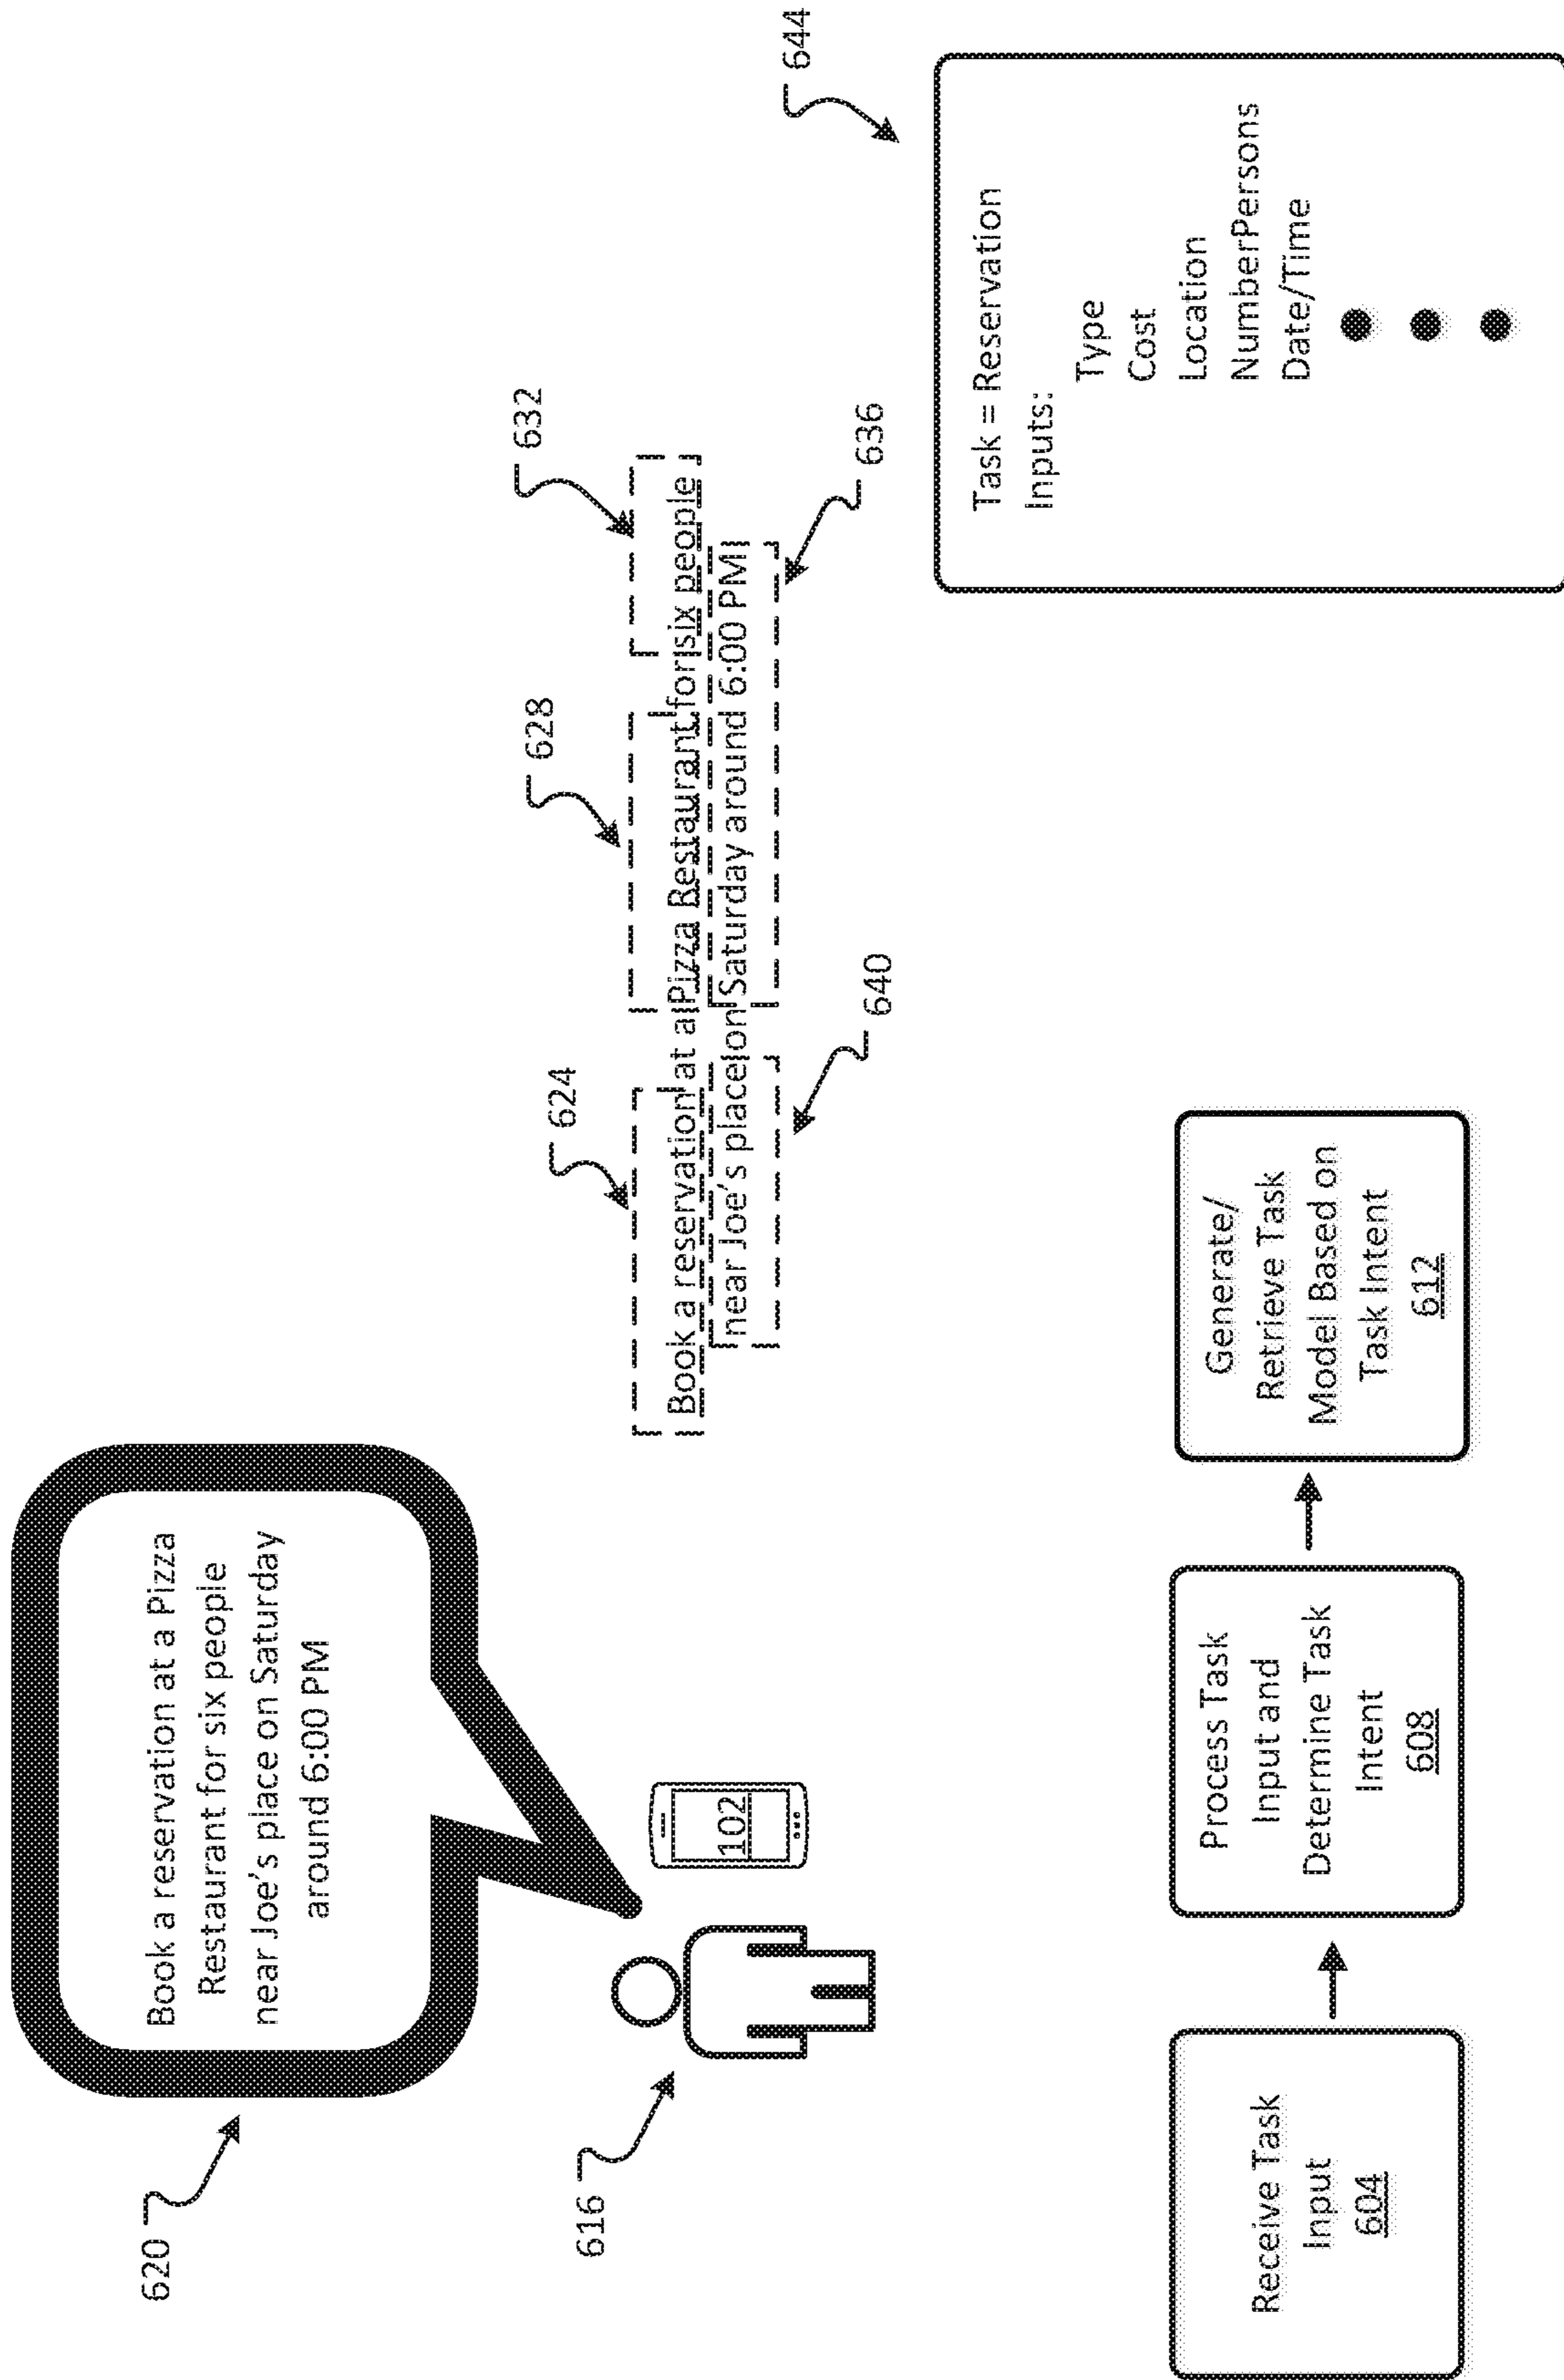 620
Book a reservation at a Pizza
Restaurant for six people
near Joe's place on Saturday
around 6:00 PM
616
102
624
628
632
Book a reservation at a Pizza Restaurant for six people
near Joe's place on Saturday around 6:00 PM
640
636
644
Task = Reservation
Inputs:
Type
Cost
Location
NumberPersons
Date/Time
Receive Task
Input
604
Process Task
Input and
Determine Task
Intent
608
Generate/
Retrieve Task
Model Based on
Task Intent
612